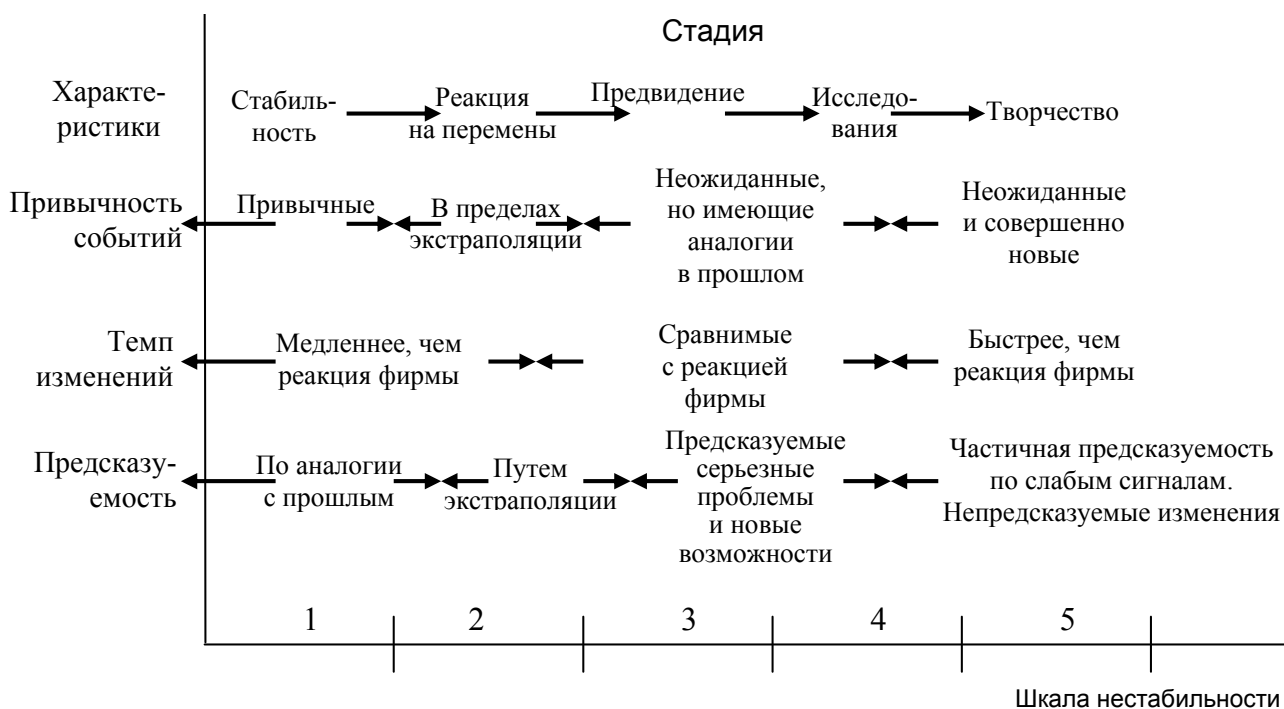 Стадия
Характе-
ристики
Стабиль-
ность
Реакция
на перемены
Предвидение
Исследо-
вания
Творчество
Привычность
событий
Привычные
В пределах
экстраполяции
Неожиданные,
но имеющие
аналогии
в прошлом
Неожиданные
и совершенно
новые
Темп
изменений
Медленнее, чем
реакция фирмы
Сравнимые
с реакцией
фирмы
Быстрее, чем
реакция фирмы
Предсказу-
емость
По аналогии
с прошлым
Путем
экстраполяции
Предсказуемые
серьезные
проблемы
и новые
возможности
Частичная предсказуемость
по слабым сигналам.
Непредсказуемые изменения
1 2 3 4 5
Шкала нестабильности